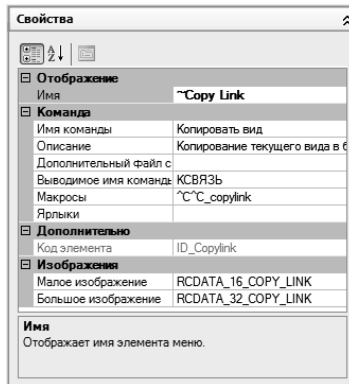 Свойства
Отображение
Имя ~Copy Link
Команда
Имя команды Копировать вид
Описание Копирование текущего вида в б
Дополнительный файл с
Выводимое имя команды КСВЯЗЬ
Макросы ^C^C_copylink
Ярлыки
Дополнительно
Код элемента ID_Copylink
Изображения
Малое изображение RCDATA_16_COPY_LINK
Большое изображение RCDATA_32_COPY_LINK
Имя
Отображает имя элемента меню.